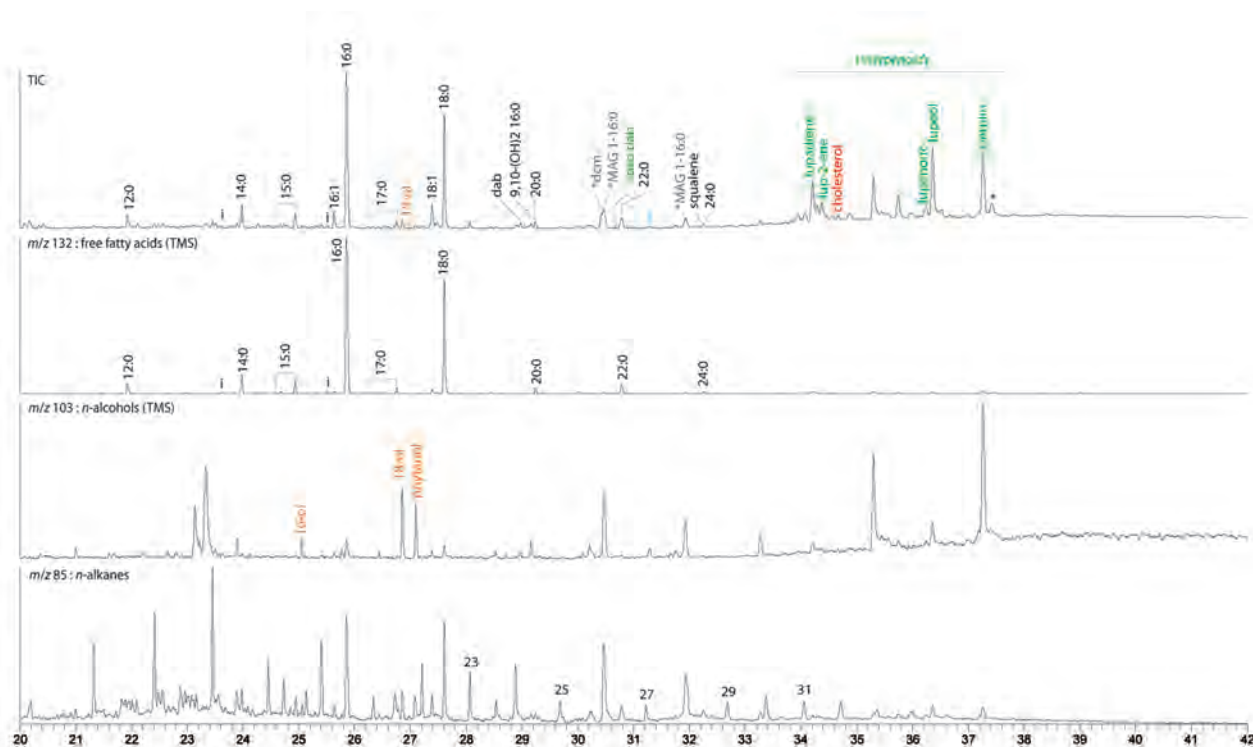 TIC
12:0
i
14:0
15:0
i
16:1
16:0
17:0
18:1
18:0
dab
9,10-(OH)2 16:0
20:0
*dcm
*MAG 1-16:0
22:0
*MAG 1-16:0
squalene
24:0
lup-2-ene
cholesterol
lupeol
*
m/z 132 : free fatty acids (TMS)
12:0
i
14:0
15:0
i
16:0
17:0
18:0
20:0
22:0
24:0
m/z 103 : n-alcohols (TMS)
m/z 85 : n-alkanes
23
25
27
29
31
20 21 22 23 24 25 26 27 28 29 30 31 32 33 34 35 36 37 38 39 40 41 42